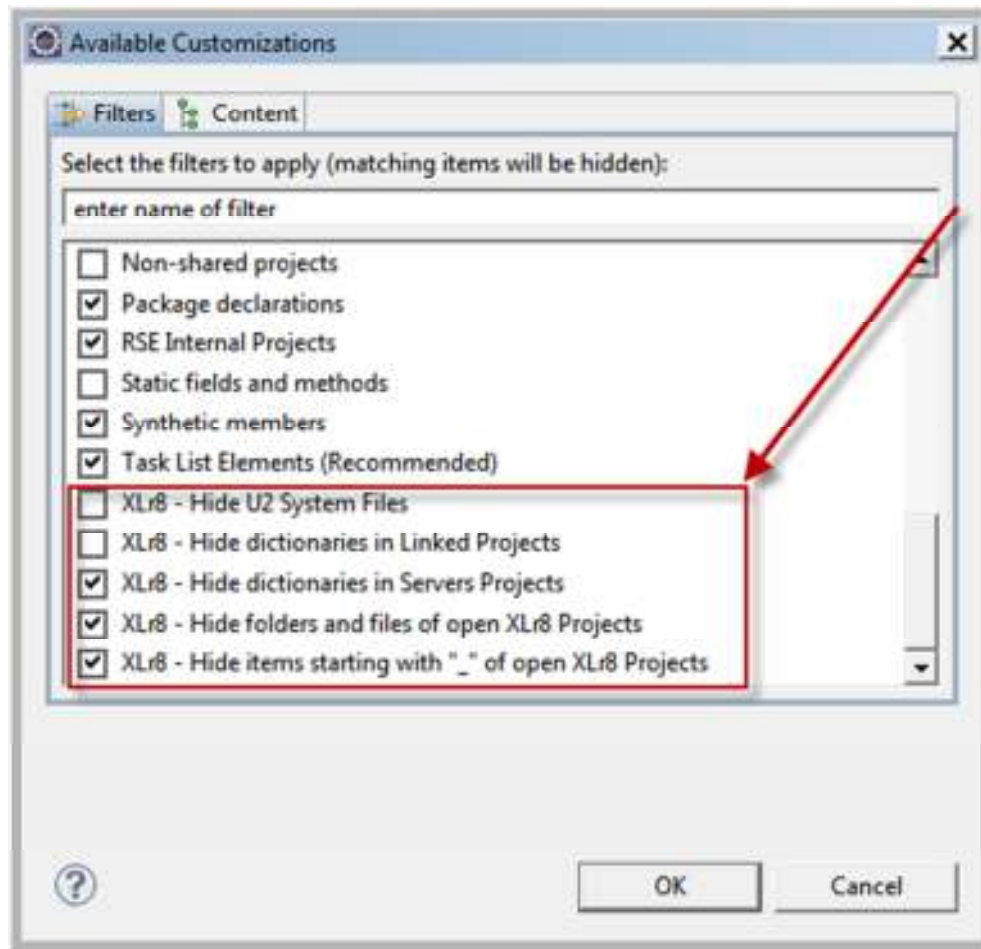 Available Customizations
Filters Content
Select the filters to apply (matching items will be hidden):
enter name of filter
Non-shared projects
Package declarations
RSE Internal Projects
Static fields and methods
Synthetic members
Task List Elements (Recommended)
XLr8 - Hide U2 System Files
XLr8 - Hide dictionaries in Linked Projects
XLr8 - Hide dictionaries in Servers Projects
XLr8 - Hide folders and files of open XLr8 Projects
XLr8 - Hide items starting with "_" of open XLr8 Projects
? OK Cancel